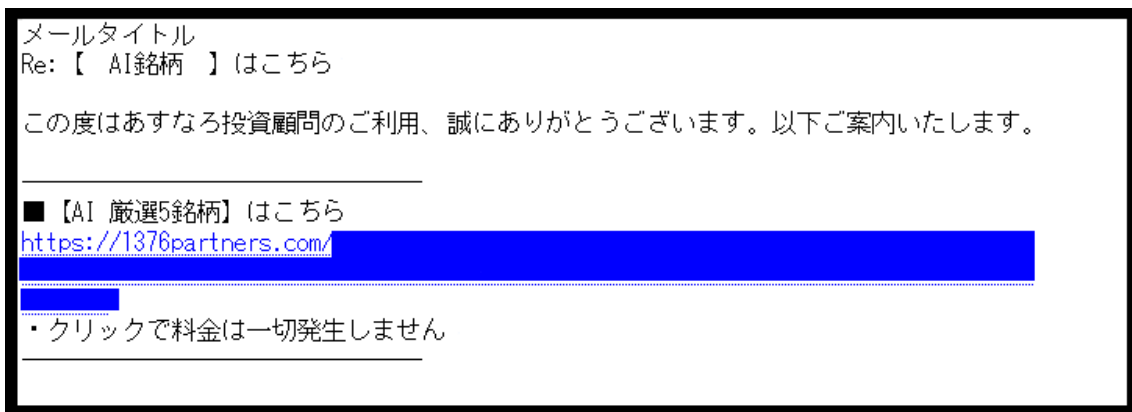 メールタイトル
Re:【 AI銘柄 】はこちら
この度はあすなろ投資顧問のご利用、誠にありがとうございます。以下ご案内いたします。
■【AI 厳選5銘柄】はこちら
https://1376partners.com/
・クリックで料金は一切発生しません